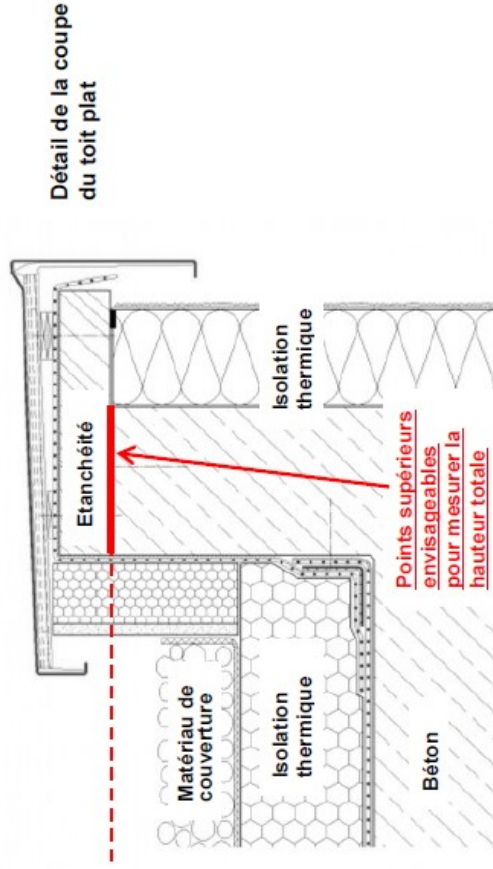 Détail de la coupe
du toit plat
Etanchéité
Isolation
thermique
Matériau de
couverture
Isolation
thermique
Points supérieurs
envisageables
pour mesurer la
hauteur totale
Béton